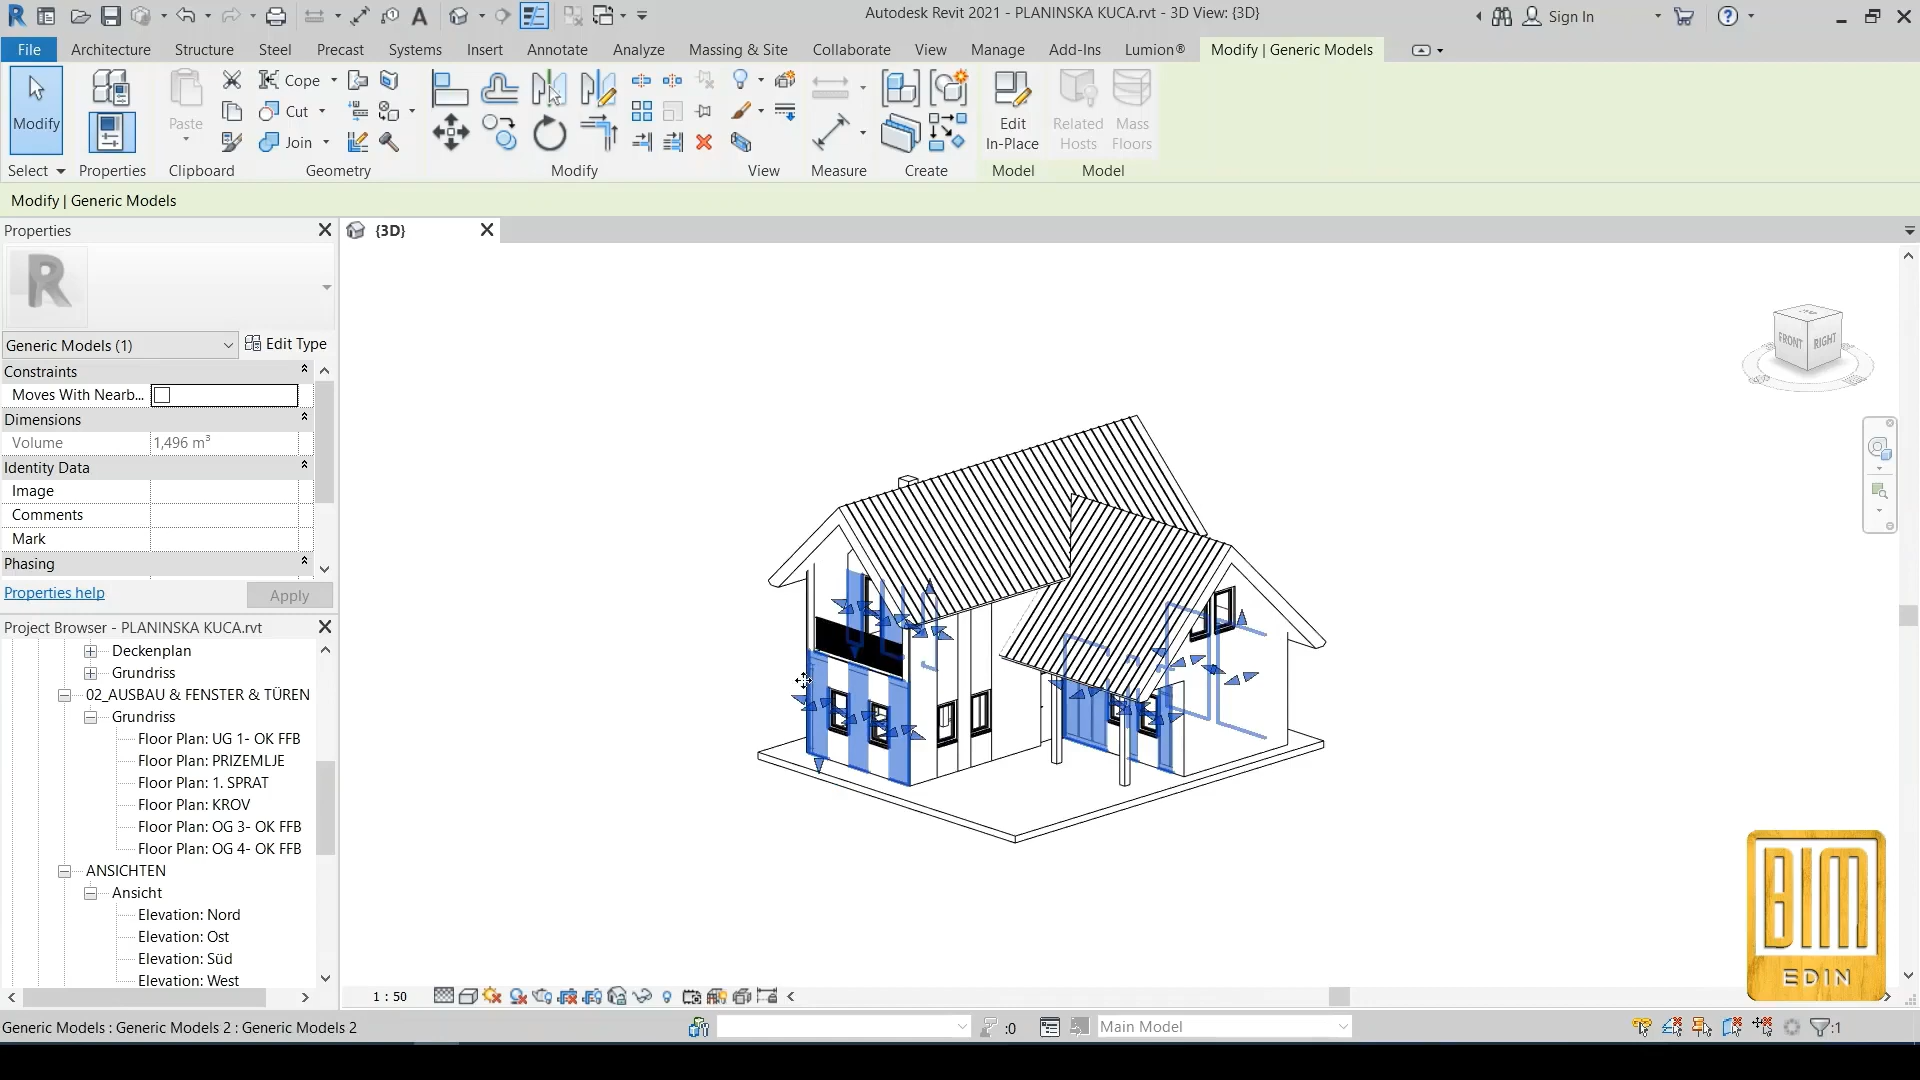 Autodesk Revit 2021 - PLANINSKA KUCA.rvt - 3D View: {3D}
Sign In
File
Architecture
Structure
Steel
Precast
Systems
Insert
Annotate
Analyze
Massing & Site
Collaborate
View
Manage
Add-Ins
Lumion®
Modify | Generic Models
Modify
Paste
Cope
Cut
Join
Edit
In-Place
Related
Hosts
Mass
Floors
Select
Properties
Clipboard
Geometry
Modify
View
Measure
Create
Model
Model
Modify | Generic Models
Properties
{3D}
R
Generic Models (1)
Edit Type
Constraints
Moves With Nearb...
Dimensions
Volume
1,496 m³
Identity Data
Image
Comments
Mark
Phasing
Properties help
Apply
Project Browser - PLANINSKA KUCA.rvt
Deckenplan
Grundriss
02_AUSBAU & FENSTER & TÜREN
Grundriss
Floor Plan: UG 1- OK FFB
Floor Plan: PRIZEMLJE
Floor Plan: 1. SPRAT
Floor Plan: KROV
Floor Plan: OG 3- OK FFB
Floor Plan: OG 4- OK FFB
ANSICHTEN
Ansicht
Elevation: Nord
Elevation: Ost
Elevation: Süd
Elevation: West
FRONT
RIGHT
BIM
EDIN
1 : 50
Generic Models : Generic Models 2 : Generic Models 2
:0
Main Model
:1